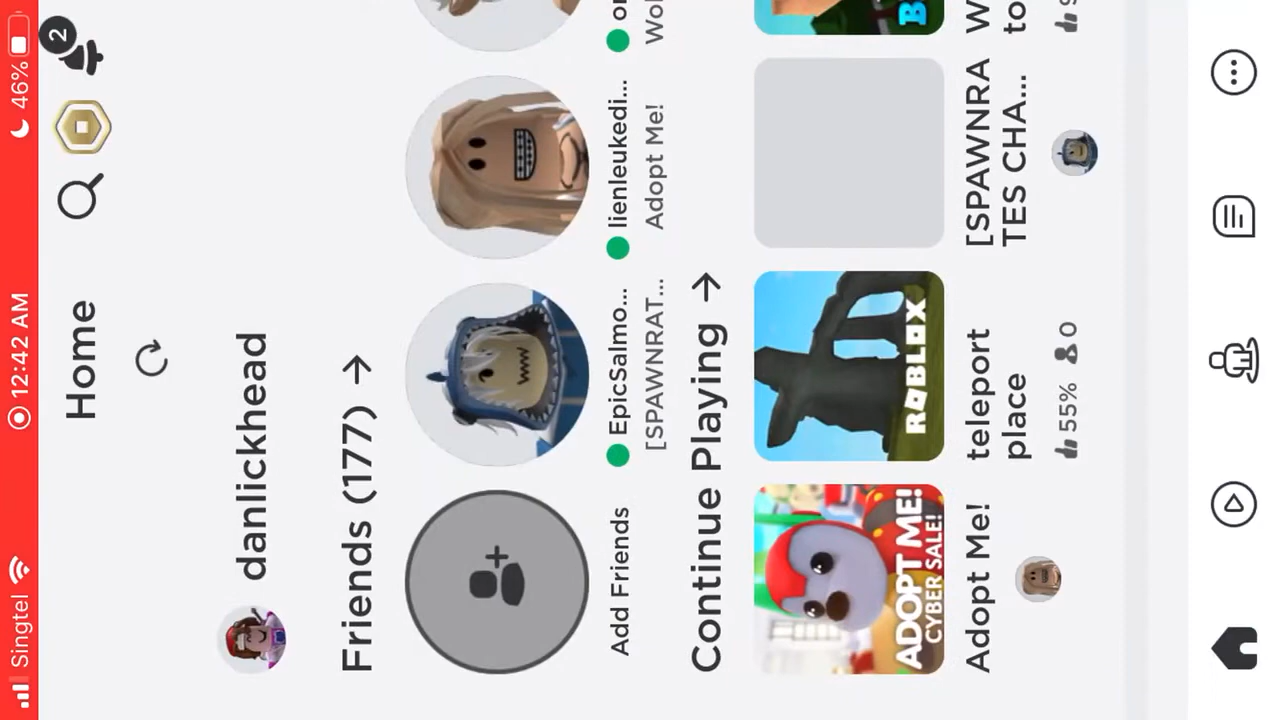 Singtel 12:42 AM 46%
Home
2
danlickhead
Friends (177) →
Add Friends
EpicSalmo...
[SPAWNRAT...
lienleukedi...
Adopt Me!
Continue Playing →
ADOPT ME!
CYBER SALE!
Adopt Me!
ROBLOX
teleport
place
55% 0
[SPAWNRA
TES CHA...